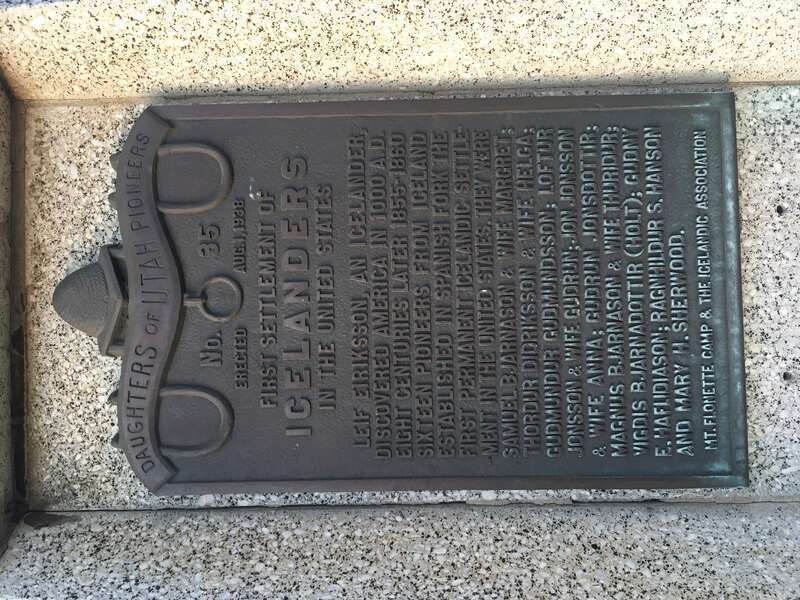 DAUGHTERS OF UTAH PIONEERS
No. 35
ERECTED AUG. 1, 1938
FIRST SETTLEMENT OF
ICELANDERS
IN THE UNITED STATES
LEIF EIRIKSSON, AN ICELANDER,
DISCOVERED AMERICA IN 1000 A.D.
EIGHT CENTURIES LATER 1855-1860
SIXTEEN PIONEERS FROM ICELAND
ESTABLISHED IN SPANISH FORK THE
FIRST PERMANENT ICELANDIC SETTLE-
MENT IN THE UNITED STATES. THEY WERE
SAMUEL BJARNASON & WIFE MARGRET;
THORDUR DIDRIKSSON & WIFE HELGA;
GUDMUNDUR GUDMUNDSSON; LOFTUR
JONSSON & WIFE GUDRUN; JON JONSSON
& WIFE ANNA; GUDRUN JONSDOTTIR;
MAGNUS BJARNASON & WIFE THURIDUR;
VIGDIS BJARNADOTTIR (HOLT); GUDNY
E. HAFLIDIASON; RAGNHILDUR S. HANSON
AND MARY H. SHERWOOD.
MT. FLONETTE CAMP & THE ICELANDIC ASSOCIATION